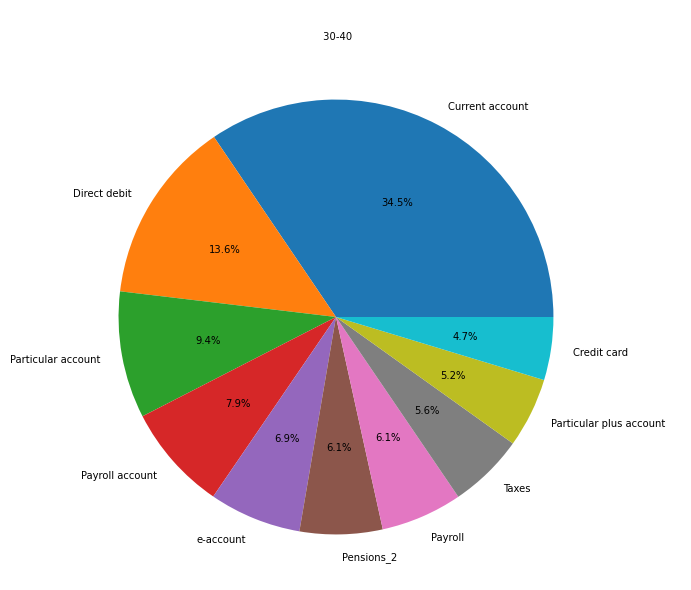 30-40
Current account
34.5%
Direct debit
13.6%
Particular account
9.4%
Payroll account
7.9%
e-account
6.9%
Pensions_2
6.1%
Payroll
6.1%
Taxes
5.6%
Particular plus account
5.2%
Credit card
4.7%